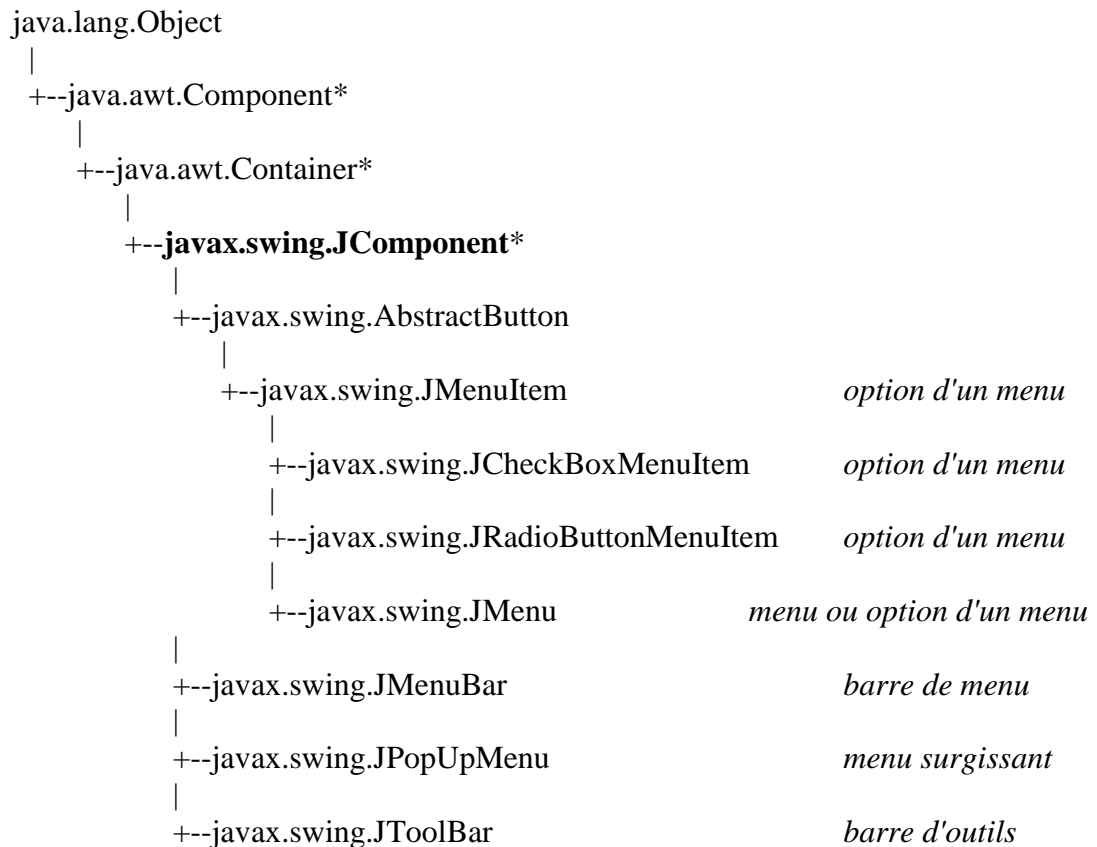 java.lang.Object
|
+--java.awt.Component*
|
+--java.awt.Container*
|
+--javax.swing.JComponent*
|
+--javax.swing.AbstractButton
|
+--javax.swing.JMenuItem option d'un menu
|
+--javax.swing.JCheckBoxMenuItem option d'un menu
|
+--javax.swing.JRadioButtonMenuItem option d'un menu
|
+--javax.swing.JMenu menu ou option d'un menu
|
+--javax.swing.JMenuBar barre de menu
|
+--javax.swing.JPopUpMenu menu surgissant
|
+--javax.swing.JToolBar barre d'outils